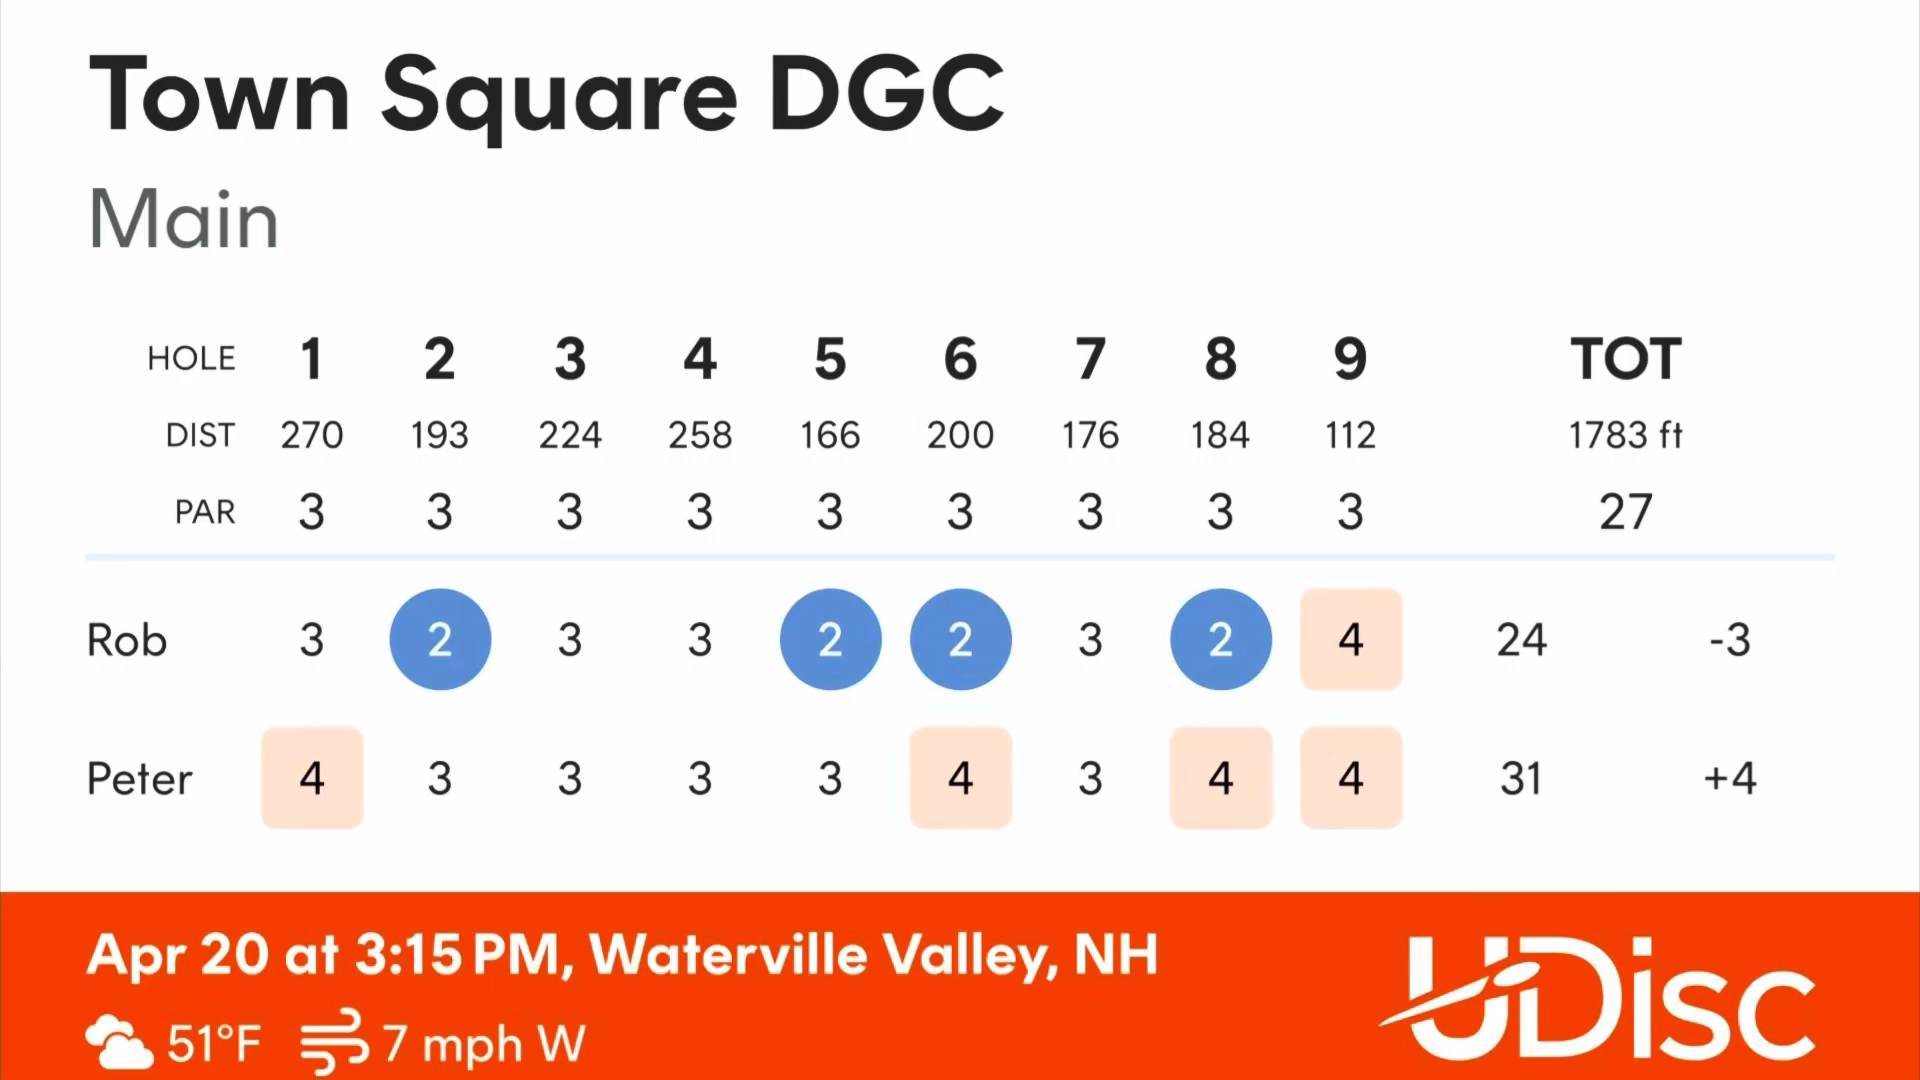 Town Square DGC
Main
HOLE 1 2 3 4 5 6 7 8 9 TOT
DIST 270 193 224 258 166 200 176 184 112 1783 ft
PAR 3 3 3 3 3 3 3 3 3 27
Rob 3 2 3 3 2 2 3 2 4 24 -3
Peter 4 3 3 3 3 4 3 4 4 31 +4
Apr 20 at 3:15 PM, Waterville Valley, NH
51°F 7 mph W
UDisc